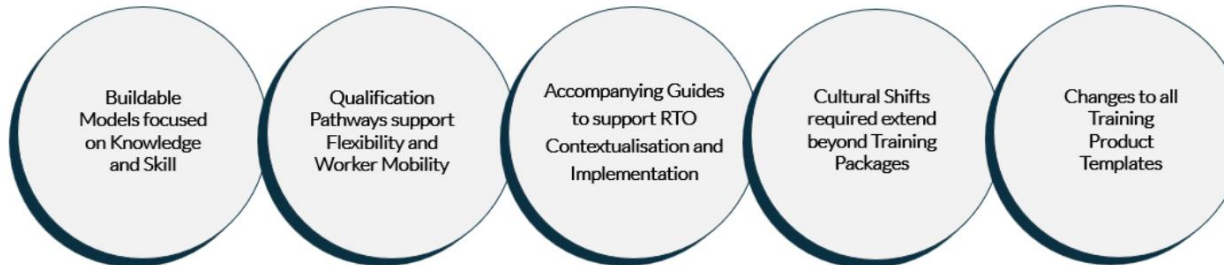 Buildable
Models focused
on Knowledge
and Skill
Qualification
Pathways support
Flexibility and
Worker Mobility
Accompanying Guides
to support RTO
Contextualisation and
Implementation
Cultural Shifts
required extend
beyond Training
Packages
Changes to all
Training
Product
Templates